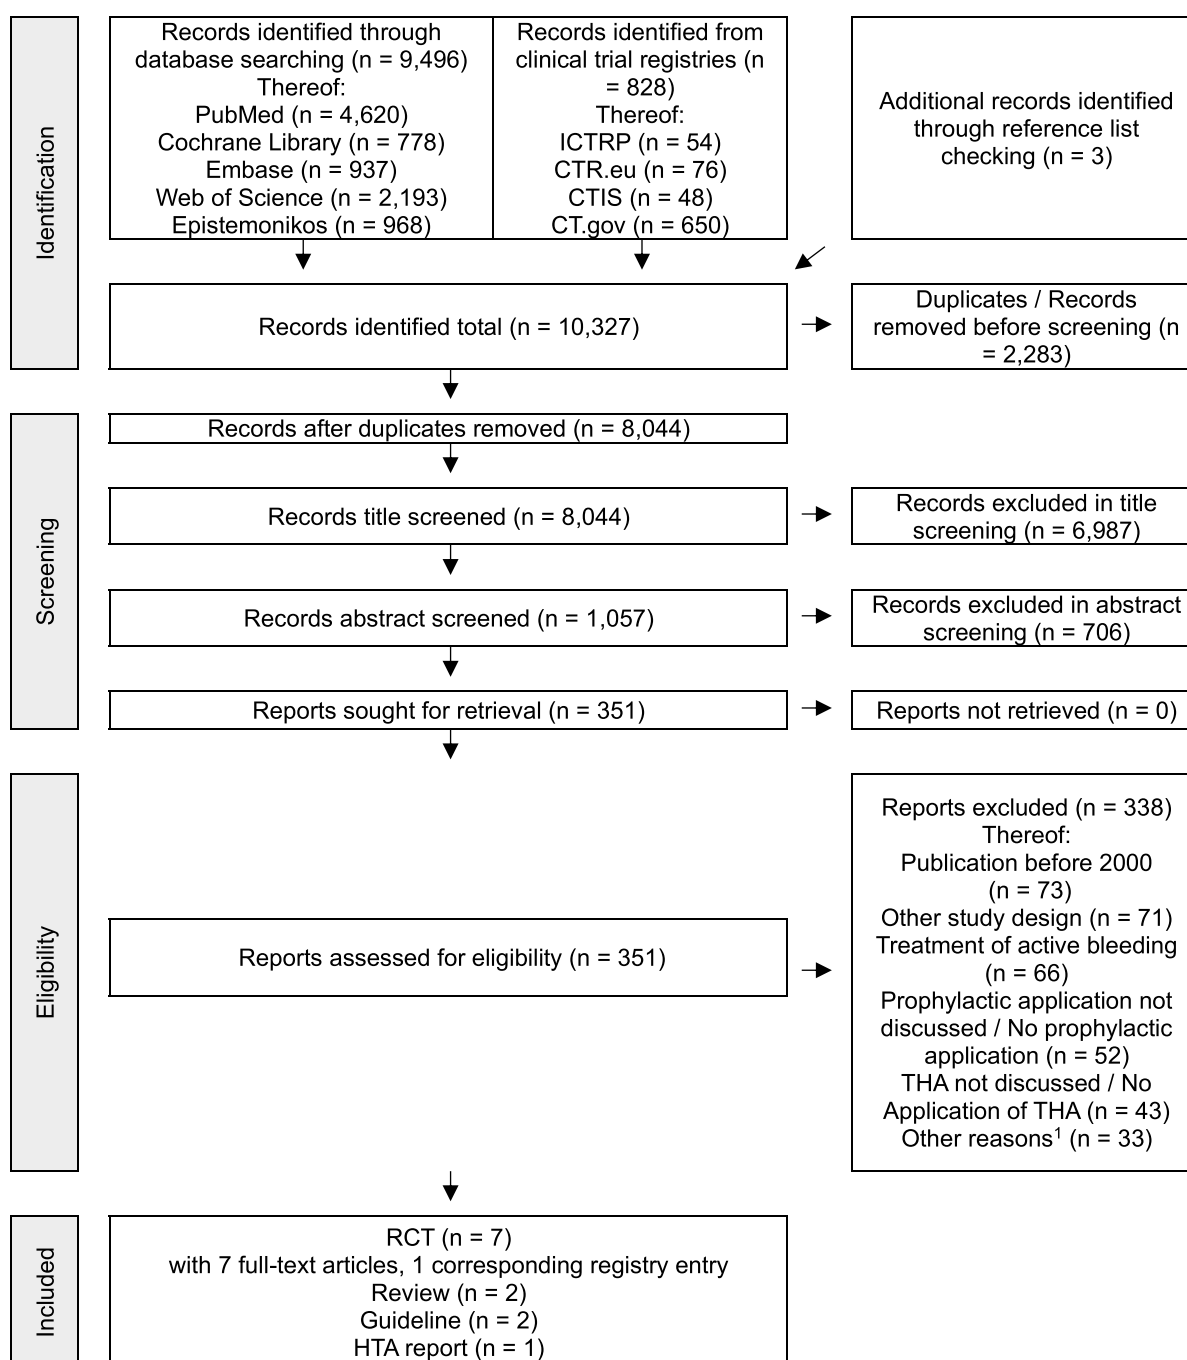 Identification
Records identified through
database searching (n = 9,496)
Thereof:
PubMed (n = 4,620)
Cochrane Library (n = 778)
Embase (n = 937)
Web of Science (n = 2,193)
Epistemonikos (n = 968)
Records identified from
clinical trial registries (n
= 828)
Thereof:
ICTRP (n = 54)
CTR.eu (n = 76)
CTIS (n = 48)
CT.gov (n = 650)
Additional records identified
through reference list
checking (n = 3)
Records identified total (n = 10,327)
Duplicates / Records
removed before screening (n
= 2,283)
Screening
Records after duplicates removed (n = 8,044)
Records title screened (n = 8,044)
Records excluded in title
screening (n = 6,987)
Records abstract screened (n = 1,057)
Records excluded in abstract
screening (n = 706)
Reports sought for retrieval (n = 351)
Reports not retrieved (n = 0)
Eligibility
Reports assessed for eligibility (n = 351)
Reports excluded (n = 338)
Thereof:
Publication before 2000
(n = 73)
Other study design (n = 71)
Treatment of active bleeding
(n = 66)
Prophylactic application not
discussed / No prophylactic
application (n = 52)
THA not discussed / No
Application of THA (n = 43)
Other reasons¹ (n = 33)
Included
RCT (n = 7)
with 7 full-text articles, 1 corresponding registry entry
Review (n = 2)
Guideline (n = 2)
HTA report (n = 1)